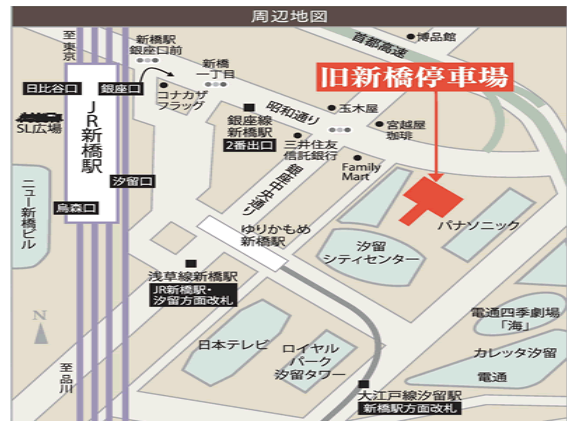 周辺地図
至東京
新橋駅
銀座口前
新橋
一丁目
首都高速
博品館
旧新橋停車場
日比谷口
銀座口
コナカザ
フラッグ
昭和通り
玉木屋
宮越屋
珈琲
SL広場
JR新橋駅
銀座線
新橋駅
2番出口
三井住友
信託銀行
Family
Mart
汐留口
銀座中央通り
烏森口
ニュー新橋ビル
ゆりかもめ
新橋駅
汐留
シティセンター
パナソニック
浅草線新橋駅
JR新橋駅・
汐留方面改札
N
電通四季劇場
「海」
日本テレビ
ロイヤル
パーク
汐留タワー
カレッタ汐留
電通
至品川
大江戸線汐留駅
新橋駅方面改札